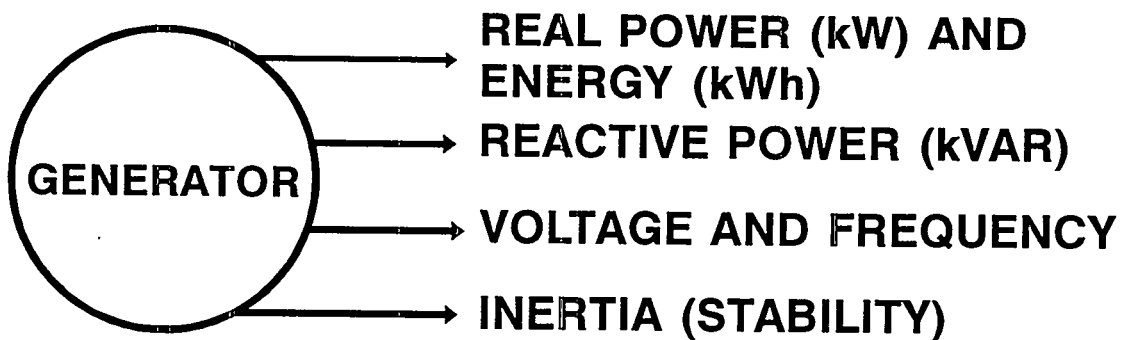 REAL POWER (kW) AND
ENERGY (kWh)
REACTIVE POWER (kVAR)
GENERATOR
VOLTAGE AND FREQUENCY
INERTIA (STABILITY)